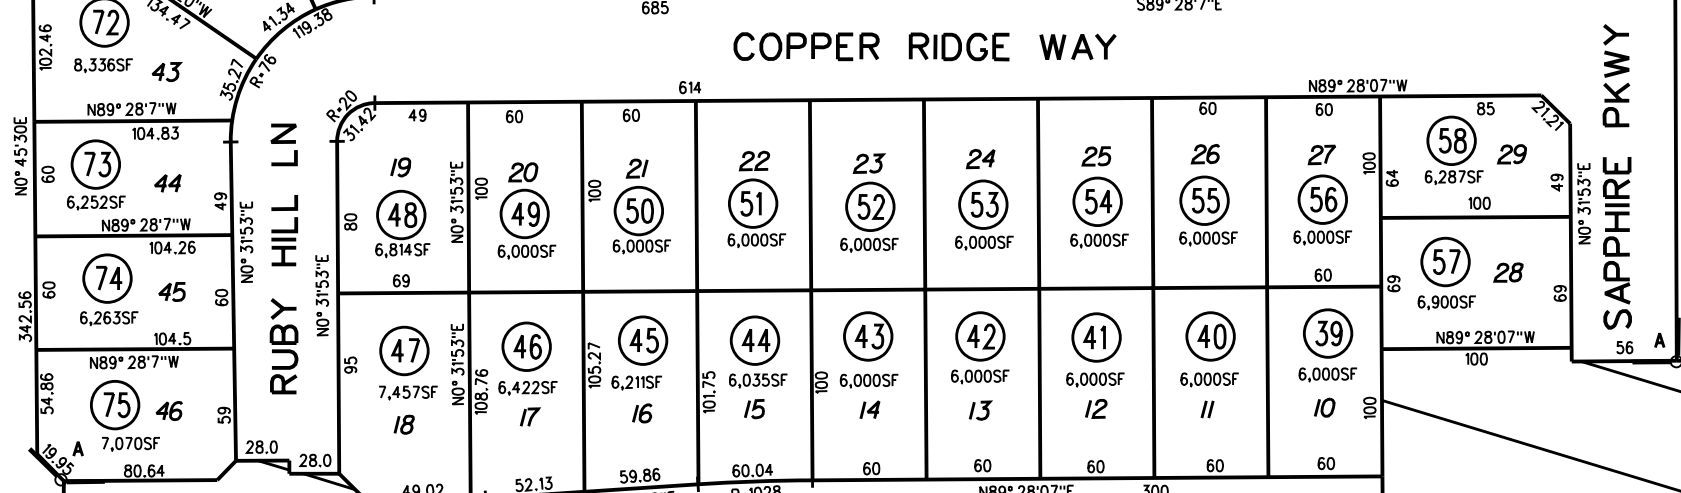 685
S89° 28'7"E
COPPER RIDGE WAY
SAPPHIRE PKWY
RUBY HILL LN
134.47
41.34
119.38
35.27
R=76
72
8,336SF
43
102.46
N89° 28'7"W
104.83
N0° 45'30E
60
73
44
6,252SF
49
N89° 28'7"W
104.26
N0° 31'53"E
74
45
60
60
6,263SF
342.56
104.5
N89° 28'7"W
54.86
75
46
59
7,070SF
19.95
A
80.64
28.0
28.0
R=20
31.42
614
N89° 28'07"W
49
60
60
60
60
85
21.21
19
48
6,814SF
80
69
N0° 31'53"E
N0° 31'53"E
20
49
6,000SF
100
21
50
6,000SF
100
22
51
6,000SF
23
52
6,000SF
24
53
6,000SF
25
54
6,000SF
26
55
6,000SF
27
56
6,000SF
100
60
58
29
6,287SF
64
49
100
N0° 31'53"E
57
28
6,900SF
69
69
N89° 28'07"W
100
56
A
47
7,457SF
18
95
N0° 31'53"E
49.02
46
6,422SF
17
108.76
52.13
45
6,211SF
16
105.27
59.86
44
6,035SF
15
101.75
60.04
R=1028
43
6,000SF
14
100
60
42
6,000SF
13
60
41
6,000SF
12
60
40
6,000SF
11
60
39
6,000SF
10
60
100
N89° 28'07"E
300